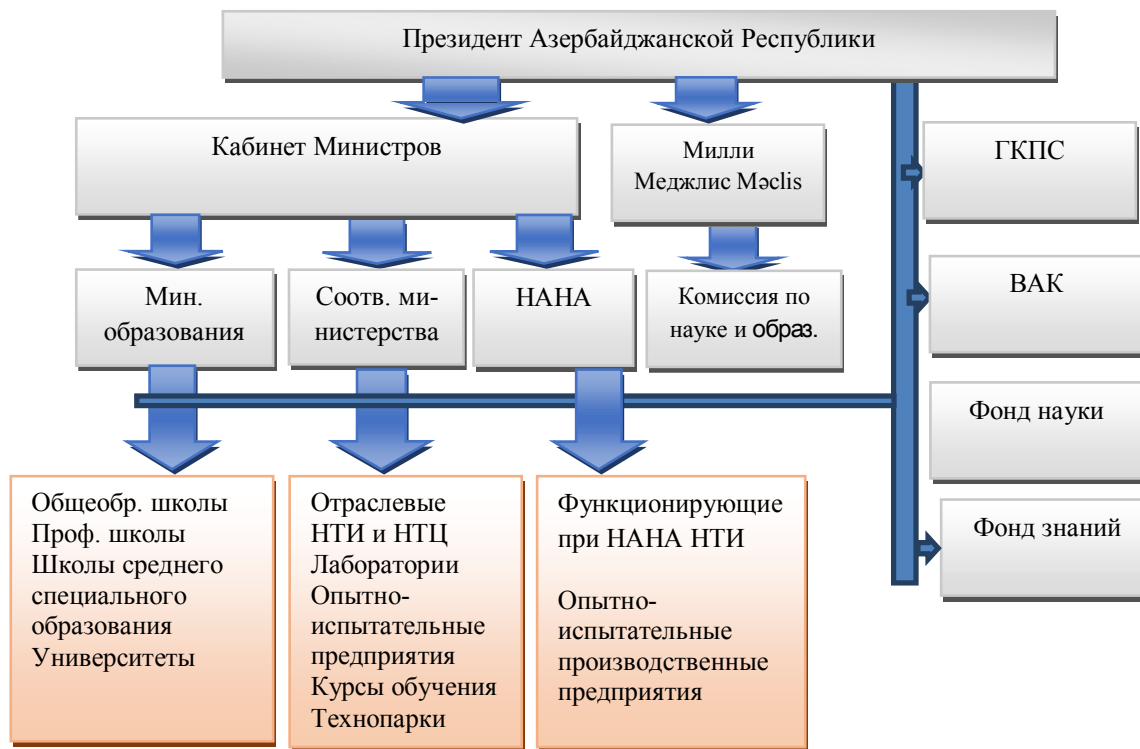 Президент Азербайджанской Республики
Кабинет Министров
Милли
Меджлис Məclis
ГКПС
Мин.
образования
Соотв. ми-
нистерства
НАНА
Комиссия по
науке и образ.
ВАК
Фонд науки
Фонд знаний
Общеобр. школы
Проф. школы
Школы среднего
специального
образования
Университеты
Отраслевые
НТИ и НТЦ
Лаборатории
Опытно-
испытательные
предприятия
Курсы обучения
Технопарки
Функционирующие
при НАНА НТИ
Опытно-
испытательные
производственные
предприятия